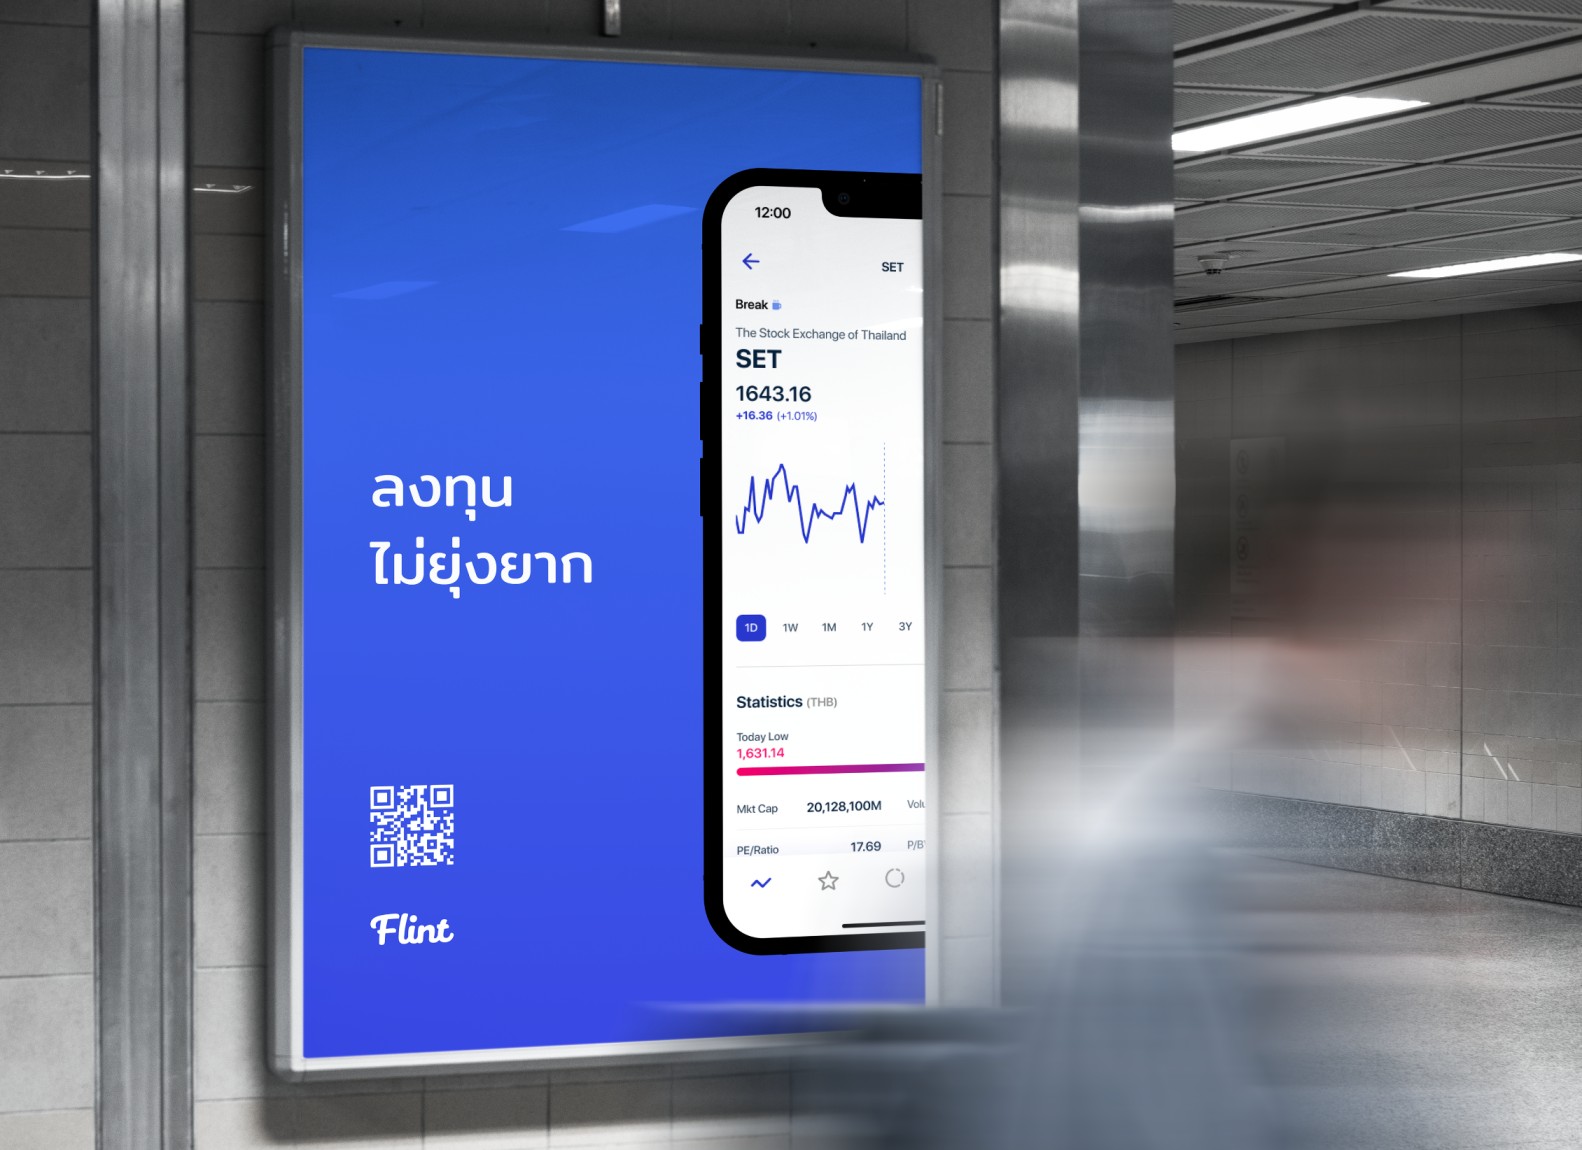 ลงทุน
ไม่ยุ่งยาก
Flint
12:00
SET
Break
The Stock Exchange of Thailand
SET
1643.16
+16.36 (+1.01%)
1D 1W 1M 1Y 3Y
Statistics (THB)
Today Low
1,631.14
Mkt Cap 20,128,100M
PE/Ratio 17.69